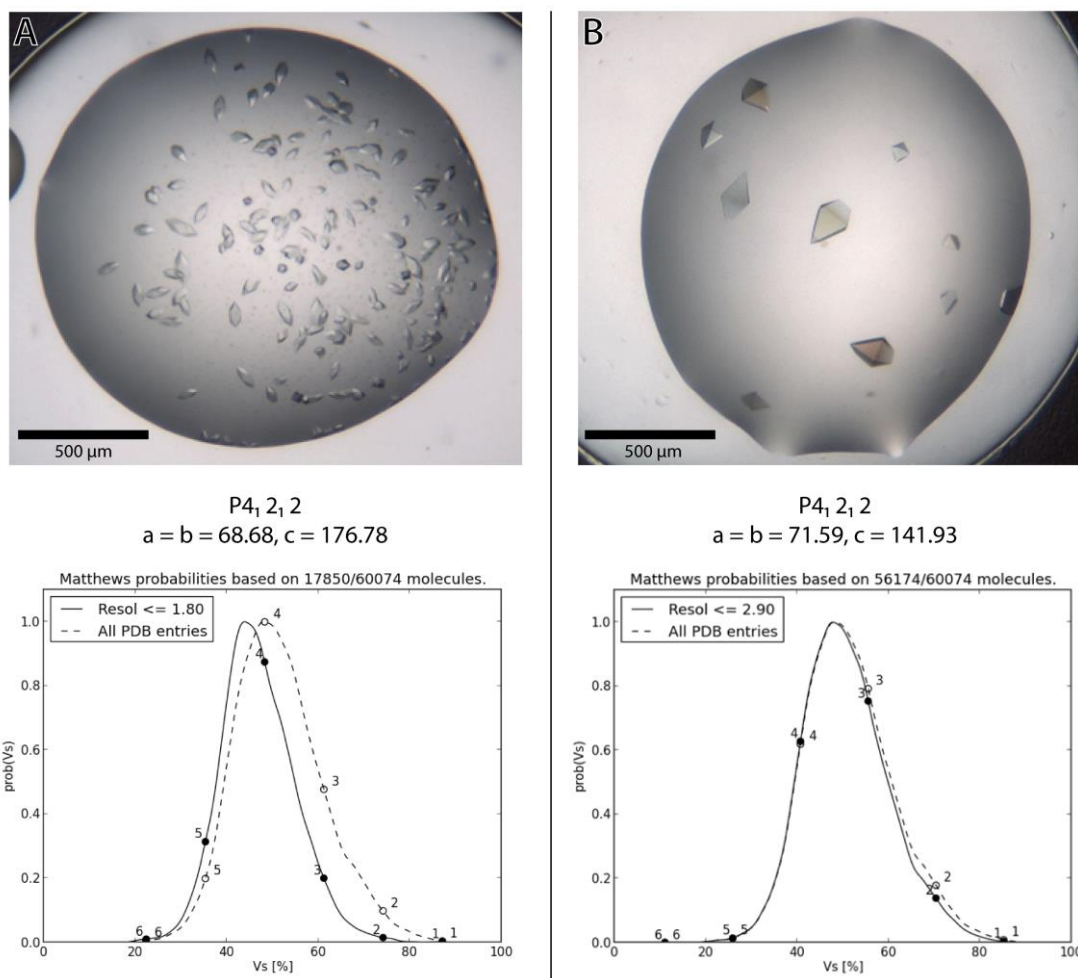 A
500 µm
P4₁ 2₁ 2
a = b = 68.68, c = 176.78
Matthews probabilities based on 17850/60074 molecules.
Resol <= 1.80
All PDB entries
prob(Vs)
1.0
0.8
0.6
0.4
0.2
0.0
4
4
3
5
5
3
2
6 6
2
1 1
0 20 40 60 80 100
Vs [%]
B
500 µm
P4₁ 2₁ 2
a = b = 71.59, c = 141.93
Matthews probabilities based on 56174/60074 molecules.
Resol <= 2.90
All PDB entries
prob(Vs)
1.0
0.8
0.6
0.4
0.2
0.0
3
3
4 4
2
2
6 6
5 5
1 1
0 20 40 60 80 100
Vs [%]